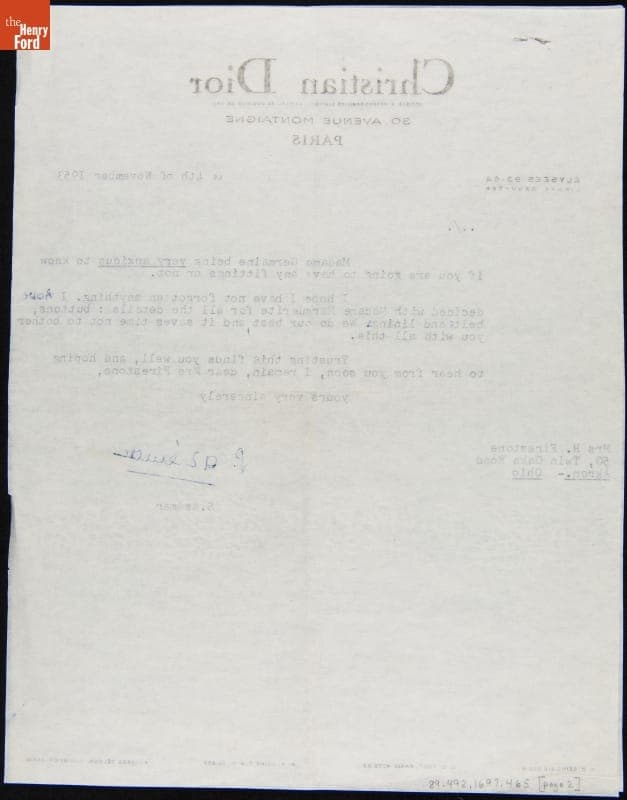 the
Henry
Ford
Christian Dior
30, AVENUE MONTAIGNE
PARIS
ELYSEES 93-64
4th of November 1953
Madame Germaine being very anxious to know
if you are going to have any fittings or not.
I hope I have not forgotten anything. I have
decided with Madame Marguerite for all the details: buttons,
belts and lining. We do our best and it saves time not to bother
you with all this.
Trusting this finds you well, and hoping
to hear from you soon, I remain, dear Mrs Firestone,
yours very sincerely
Mrs H. Firestone
50, Twin Oaks Road
Akron.- Ohio
29.492.1697.465 [page 2]